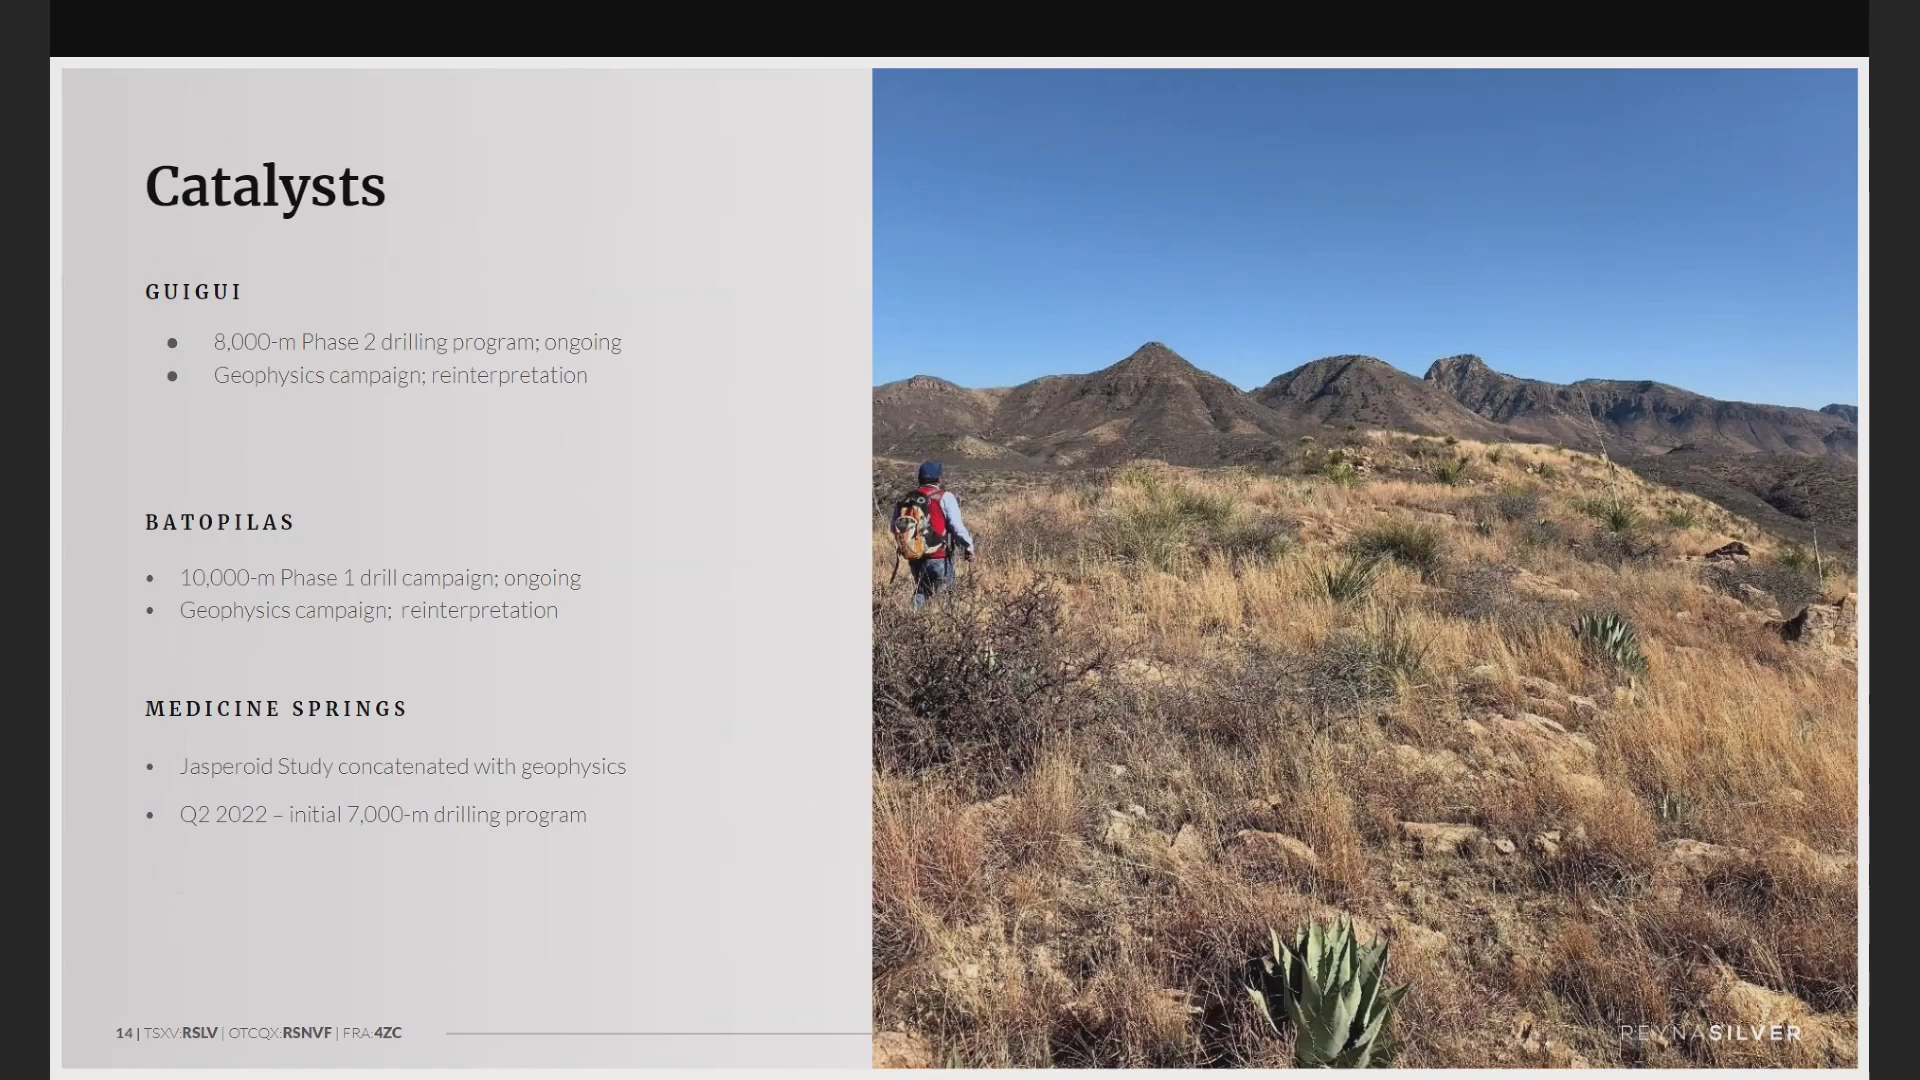 Catalysts
GUIGUI
● 8,000-m Phase 2 drilling program; ongoing
● Geophysics campaign; reinterpretation
BATOPILAS
• 10,000-m Phase 1 drill campaign; ongoing
• Geophysics campaign; reinterpretation
MEDICINE SPRINGS
• Jasperoid Study concatenated with geophysics
• Q2 2022 – initial 7,000-m drilling program
14 | TSXV:RSLV | OTCQX:RSNVF | FRA:4ZC
REYNASILVER